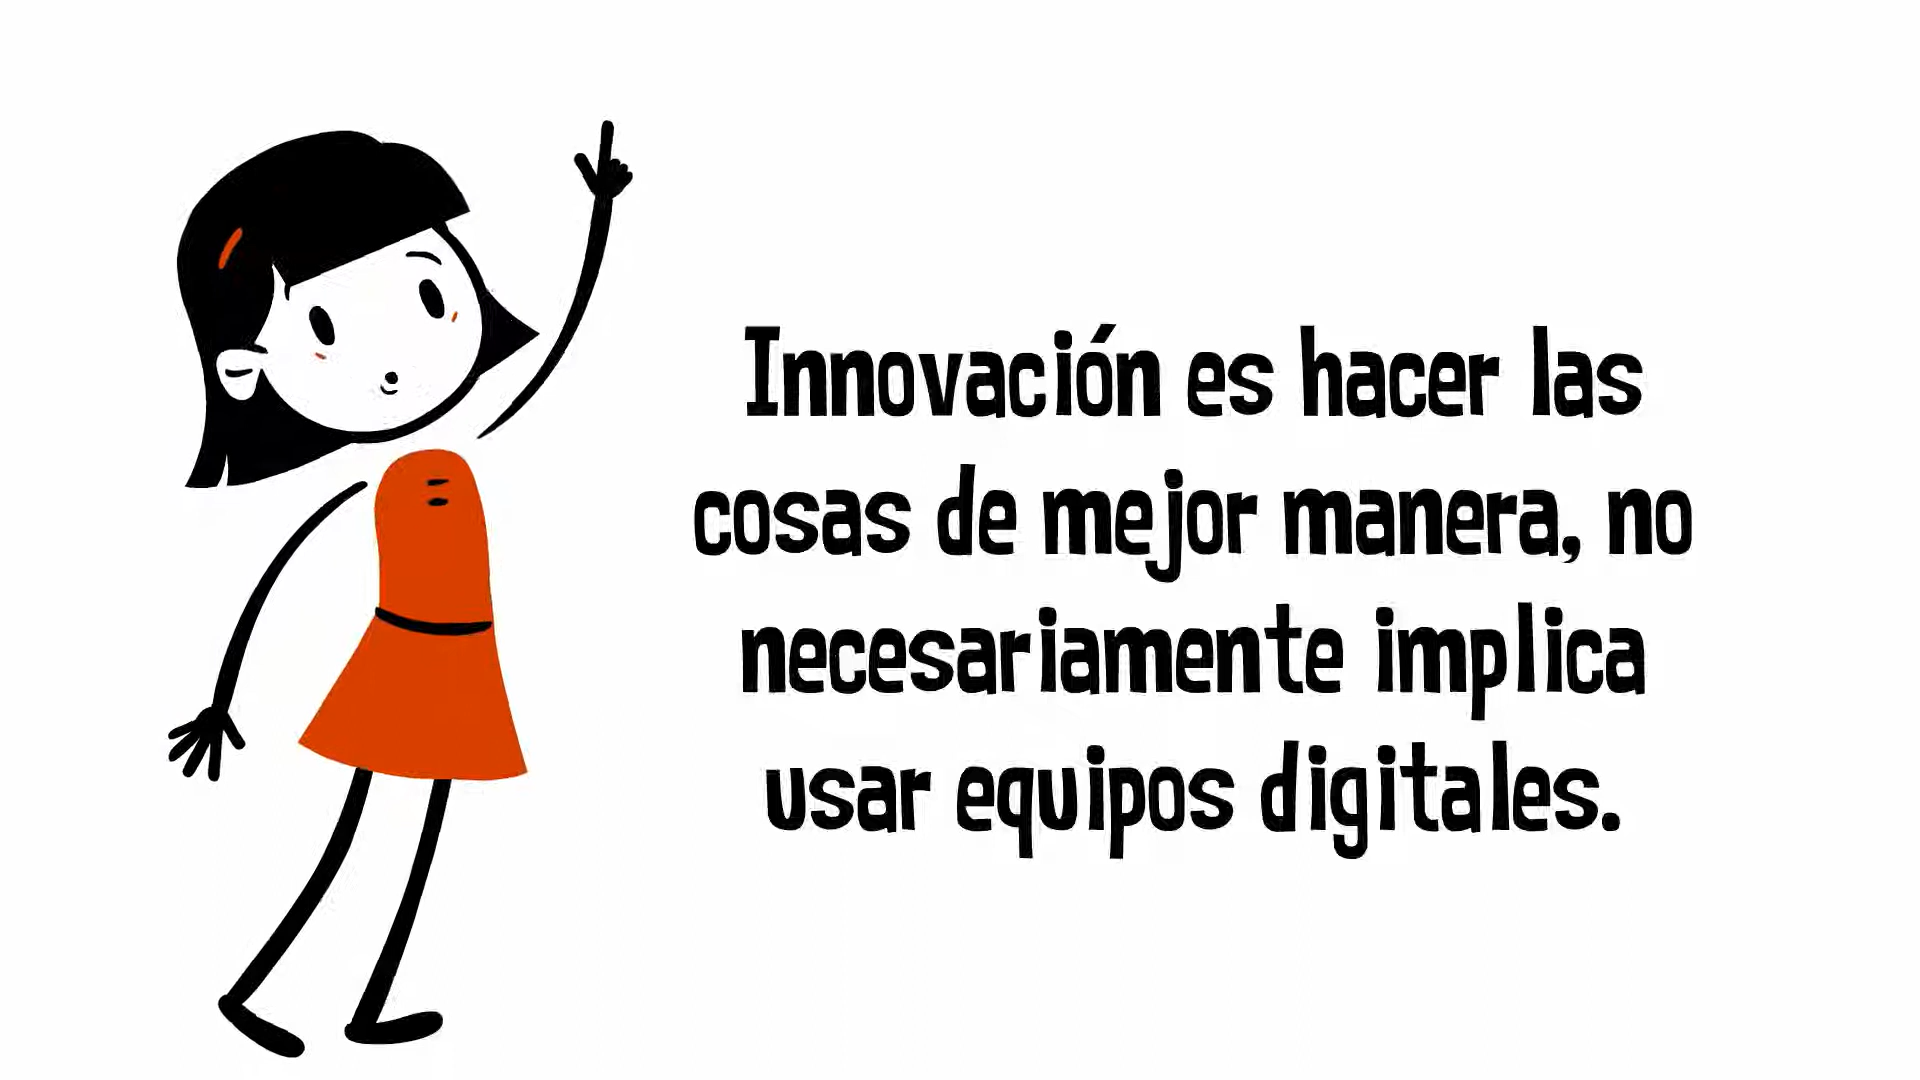 Innovación es hacer las
cosas de mejor manera, no
necesariamente implica
usar equipos digitales.